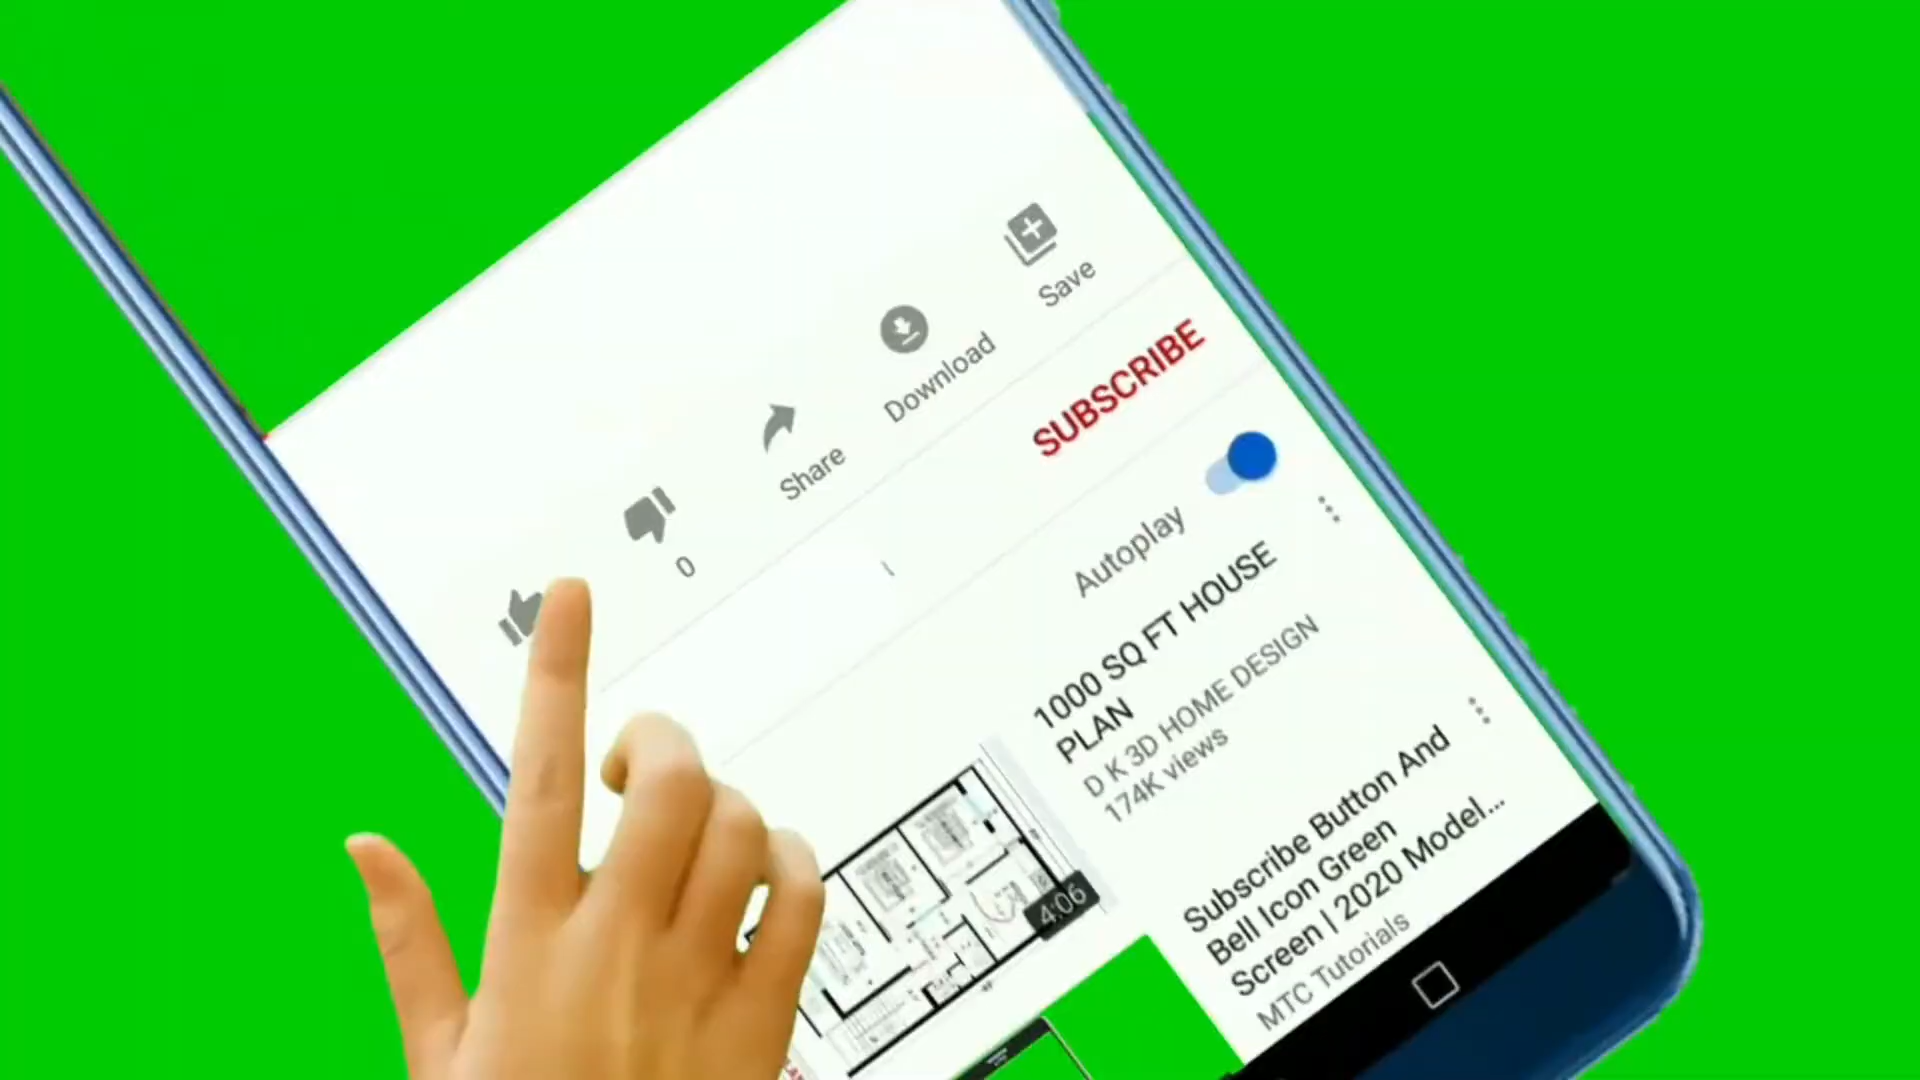 0
Share
Download
Save
SUBSCRIBE
Autoplay
1000 SQ FT HOUSE
PLAN
D K 3D HOME DESIGN
174K views
4:06
Subscribe Button And
Bell Icon Green
Screen | 2020 Model...
MTC Tutorials